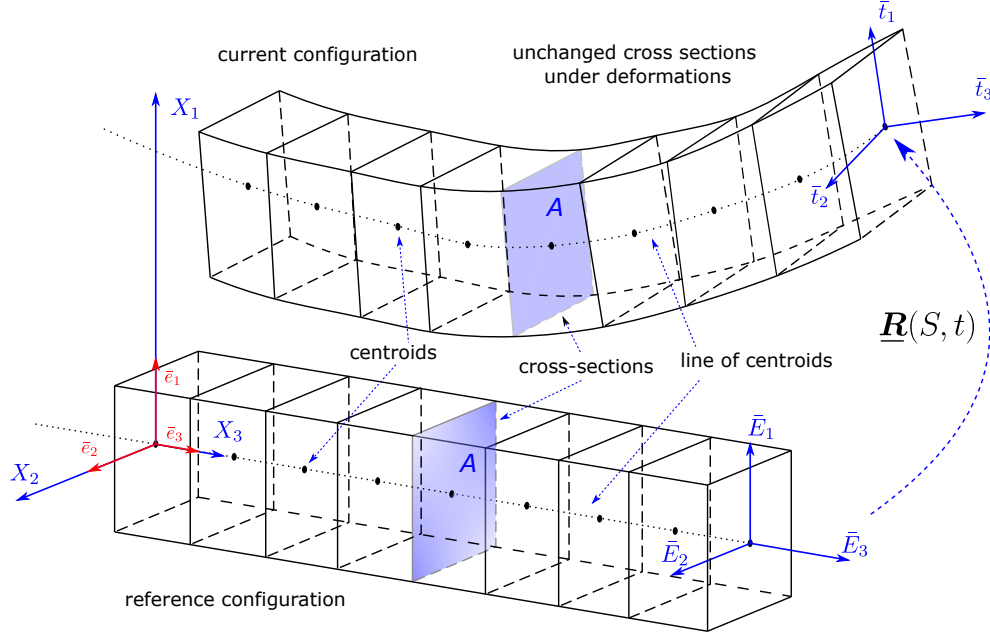 current configuration
unchanged cross sections
under deformations
t̄₁
X₁
t̄₃
t̄₂
A
R̲(S, t)
centroids
cross-sections
line of centroids
ē₁
ē₂
ē₃
X₃
X₂
A
Ē₁
Ē₂
Ē₃
reference configuration